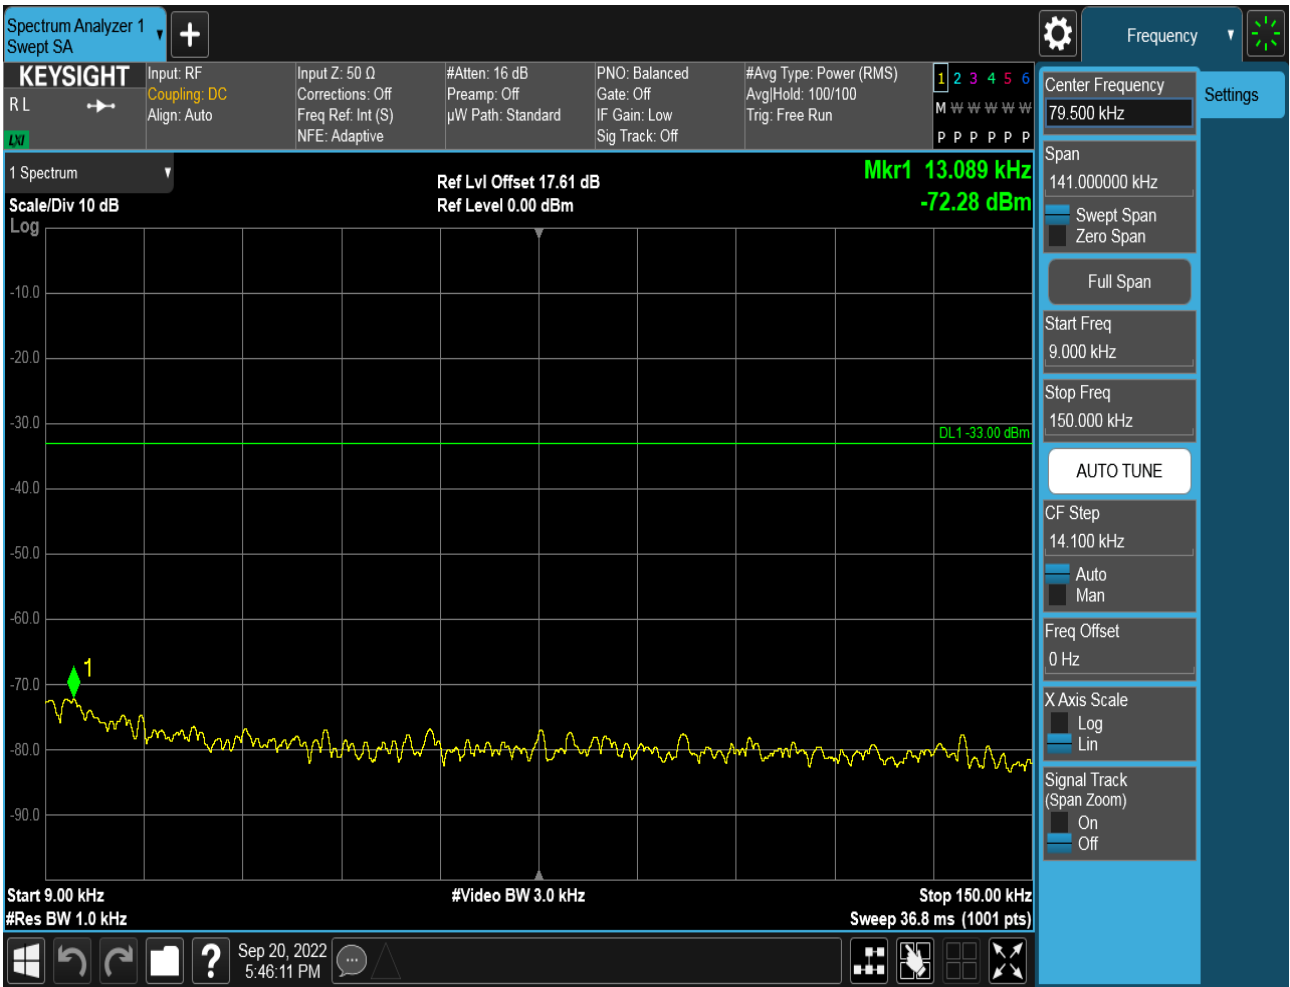 Spectrum Analyzer 1
Swept SA
Frequency
KEYSIGHT
R L
LXI
Input: RF
Coupling: DC
Align: Auto
Input Z: 50 Ω
Corrections: Off
Freq Ref: Int (S)
NFE: Adaptive
#Atten: 16 dB
Preamp: Off
µW Path: Standard
PNO: Balanced
Gate: Off
IF Gain: Low
Sig Track: Off
#Avg Type: Power (RMS)
Avg|Hold: 100/100
Trig: Free Run
1 2 3 4 5 6
M W W W W W
P P P P P P
1 Spectrum
Scale/Div 10 dB
Log
Ref Lvl Offset 17.61 dB
Ref Level 0.00 dBm
Mkr1 13.089 kHz
-72.28 dBm
-10.0
-20.0
-30.0
DL1 -33.00 dBm
-40.0
-50.0
-60.0
1
-70.0
-80.0
-90.0
Start 9.00 kHz
#Video BW 3.0 kHz
Stop 150.00 kHz
#Res BW 1.0 kHz
Sweep 36.8 ms (1001 pts)
Center Frequency
79.500 kHz
Settings
Span
141.000000 kHz
Swept Span
Zero Span
Full Span
Start Freq
9.000 kHz
Stop Freq
150.000 kHz
AUTO TUNE
CF Step
14.100 kHz
Auto
Man
Freq Offset
0 Hz
X Axis Scale
Log
Lin
Signal Track
(Span Zoom)
On
Off
?
Sep 20, 2022
5:46:11 PM